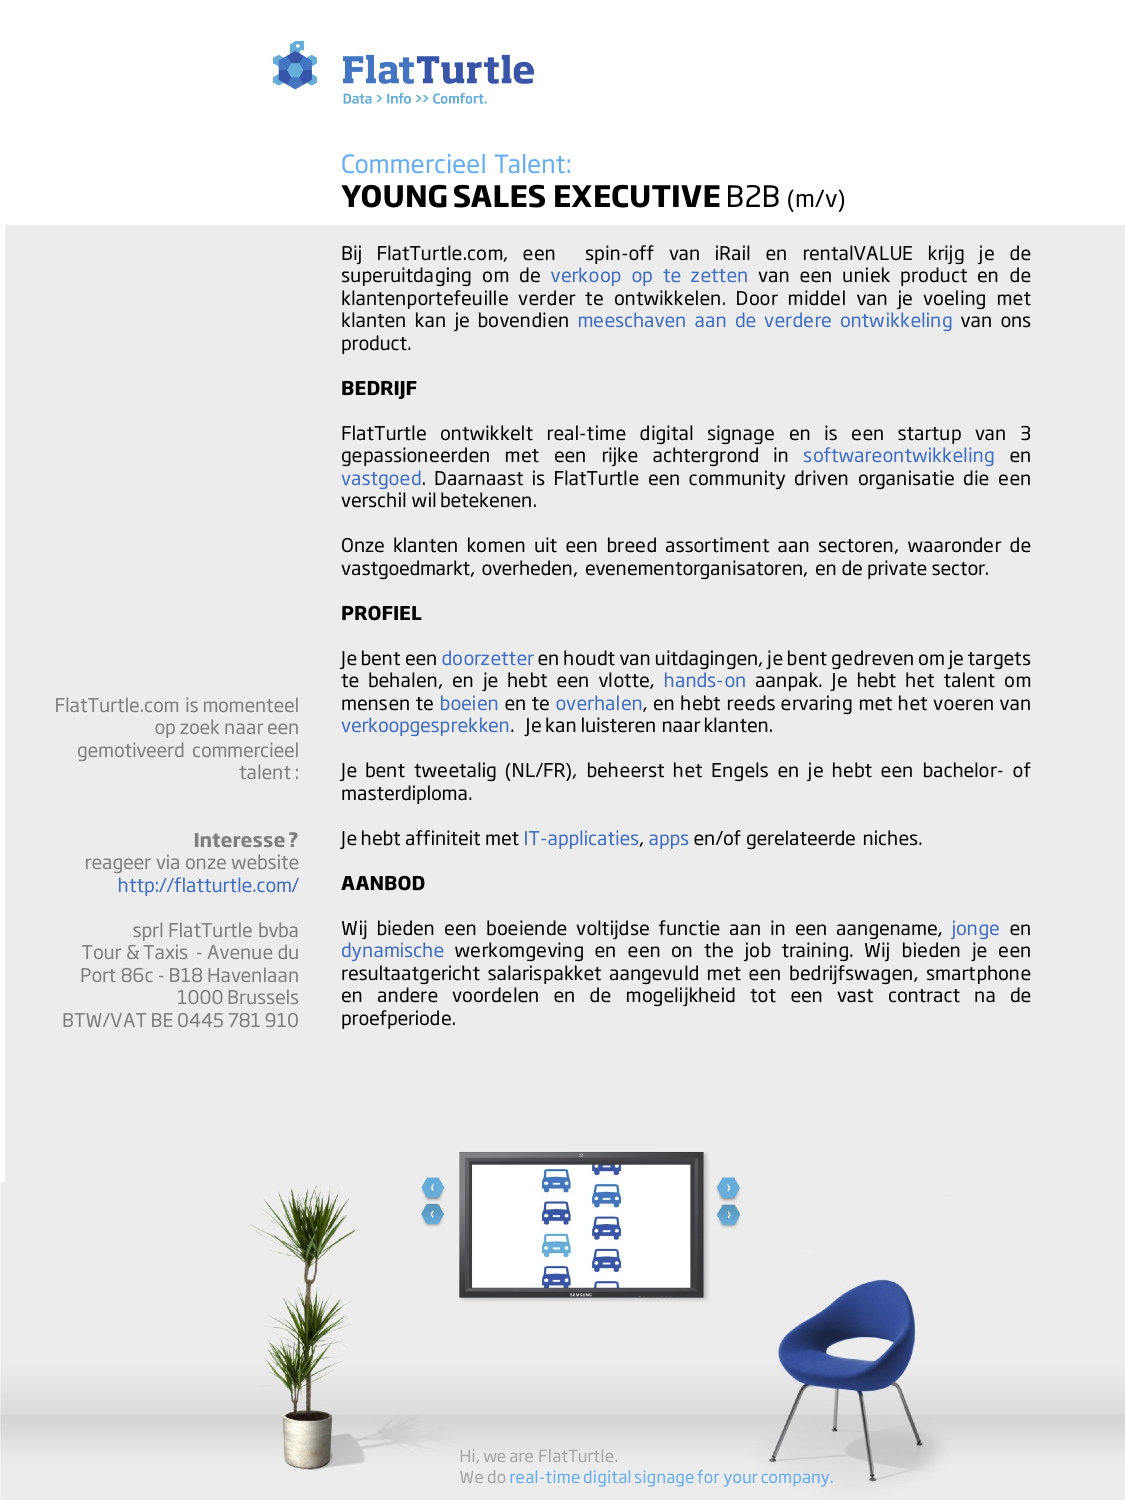 FlatTurtle
Data > Info >> Comfort.
Commercieel Talent:
YOUNG SALES EXECUTIVE B2B (m/v)
Bij FlatTurtle.com, een spin-off van iRail en rentalVALUE krijg je de
superuitdaging om de verkoop op te zetten van een uniek product en de
klantenportefeuille verder te ontwikkelen. Door middel van je voeling met
klanten kan je bovendien meeschaven aan de verdere ontwikkeling van ons
product.
BEDRIJF
FlatTurtle ontwikkelt real-time digital signage en is een startup van 3
gepassioneerden met een rijke achtergrond in softwareontwikkeling en
vastgoed. Daarnaast is FlatTurtle een community driven organisatie die een
verschil wil betekenen.
Onze klanten komen uit een breed assortiment aan sectoren, waaronder de
vastgoedmarkt, overheden, evenementorganisatoren, en de private sector.
PROFIEL
Je bent een doorzetter en houdt van uitdagingen, je bent gedreven om je targets
te behalen, en je hebt een vlotte, hands-on aanpak. Je hebt het talent om
mensen te boeien en te overhalen, en hebt reeds ervaring met het voeren van
verkoopgesprekken. Je kan luisteren naar klanten.
Je bent tweetalig (NL/FR), beheerst het Engels en je hebt een bachelor- of
masterdiploma.
Je hebt affiniteit met IT-applicaties, apps en/of gerelateerde niches.
AANBOD
Wij bieden een boeiende voltijdse functie aan in een aangename, jonge en
dynamische werkomgeving en een on the job training. Wij bieden je een
resultaatgericht salarispakket aangevuld met een bedrijfswagen, smartphone
en andere voordelen en de mogelijkheid tot een vast contract na de
proefperiode.
FlatTurtle.com is momenteel
op zoek naar een
gemotiveerd commercieel
talent :
Interesse ?
reageer via onze website
http://flatturtle.com/
sprl FlatTurtle bvba
Tour & Taxis - Avenue du
Port 86c - B18 Havenlaan
1000 Brussels
BTW/VAT BE 0445 781 910
SAMSUNG
Hi, we are FlatTurtle.
We do real-time digital signage for your company.